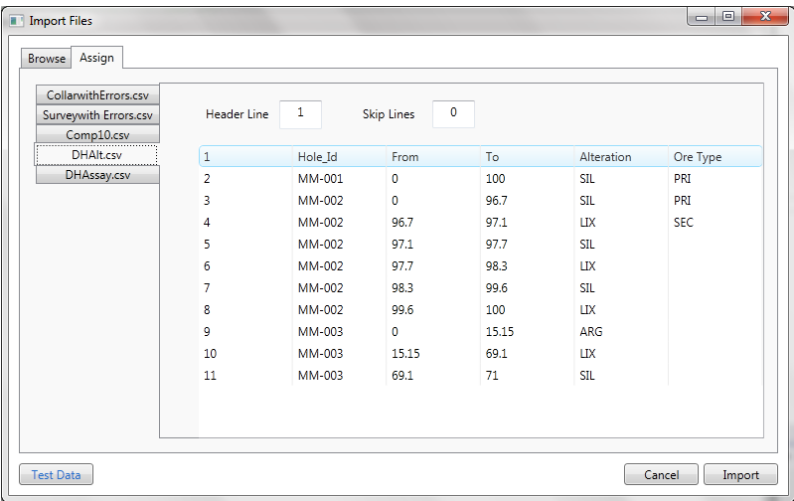 Import Files
Browse Assign
CollarwithErrors.csv
Surveywith Errors.csv
Comp10.csv
DHAlt.csv
DHAssay.csv
Header Line 1 Skip Lines 0
1 Hole_Id From To Alteration Ore Type
2 MM-001 0 100 SIL PRI
3 MM-002 0 96.7 SIL PRI
4 MM-002 96.7 97.1 LIX SEC
5 MM-002 97.1 97.7 SIL
6 MM-002 97.7 98.3 LIX
7 MM-002 98.3 99.6 SIL
8 MM-002 99.6 100 LIX
9 MM-003 0 15.15 ARG
10 MM-003 15.15 69.1 LIX
11 MM-003 69.1 71 SIL
Test Data Cancel Import